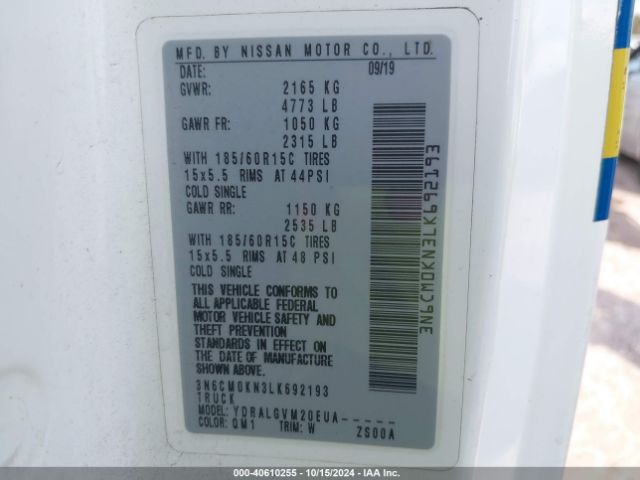 MFD. BY NISSAN MOTOR CO., LTD.
DATE: 09/19
GVWR: 2165 KG
4773 LB
GAWR FR: 1050 KG
2315 LB
WITH 185/60R15C TIRES
15x5.5 RIMS AT 44PSI
COLD SINGLE
GAWR RR: 1150 KG
2535 LB
WITH 185/60R15C TIRES
15x5.5 RIMS AT 48 PSI
COLD SINGLE
THIS VEHICLE CONFORMS TO
ALL APPLICABLE FEDERAL
MOTOR VEHICLE SAFETY AND
THEFT PREVENTION
STANDARDS IN EFFECT ON
THE DATE OF MANUFACTURE
SHOWN ABOVE.
3N6CM0KN3LK692193
TRUCK
MODEL: YDRALGVM20EUA-----
COLOR: QM1 TRIM: W ZS00A
3N6CM0KN3LK692193
000-40610255 - 10/15/2024 - IAA Inc.